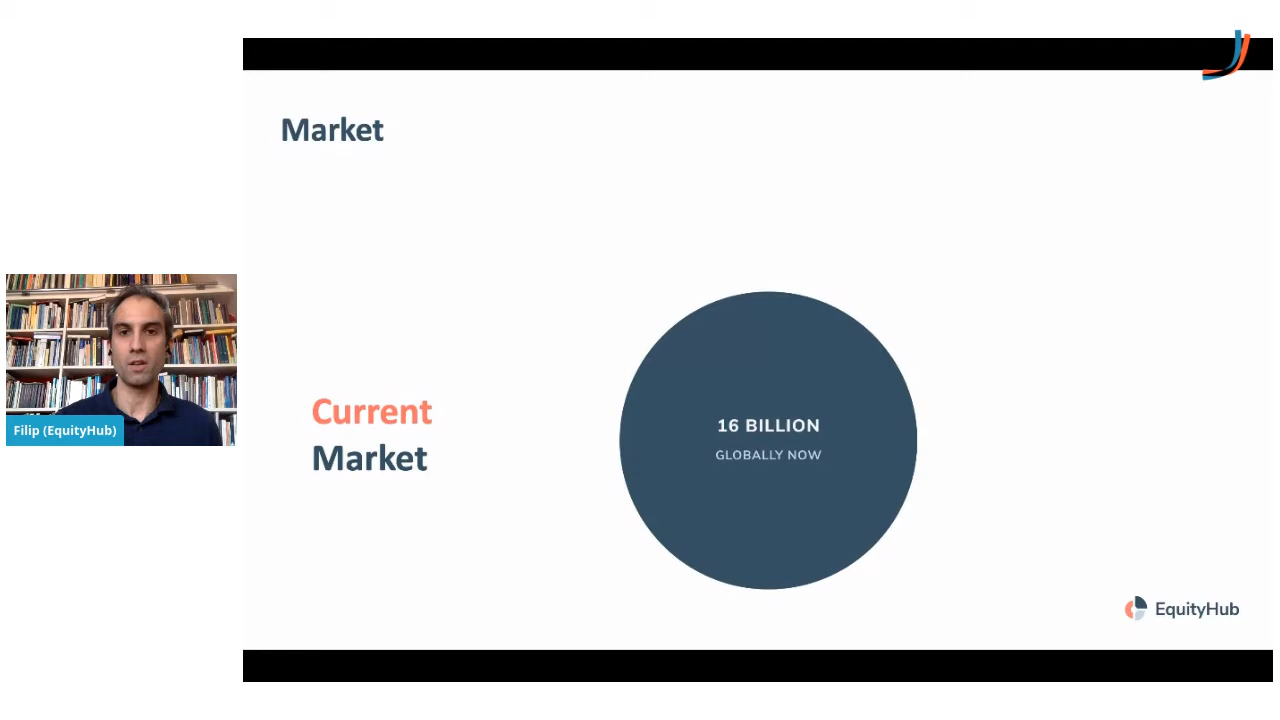 Market
Current
Market
16 BILLION
GLOBALLY NOW
Filip (EquityHub)
EquityHub